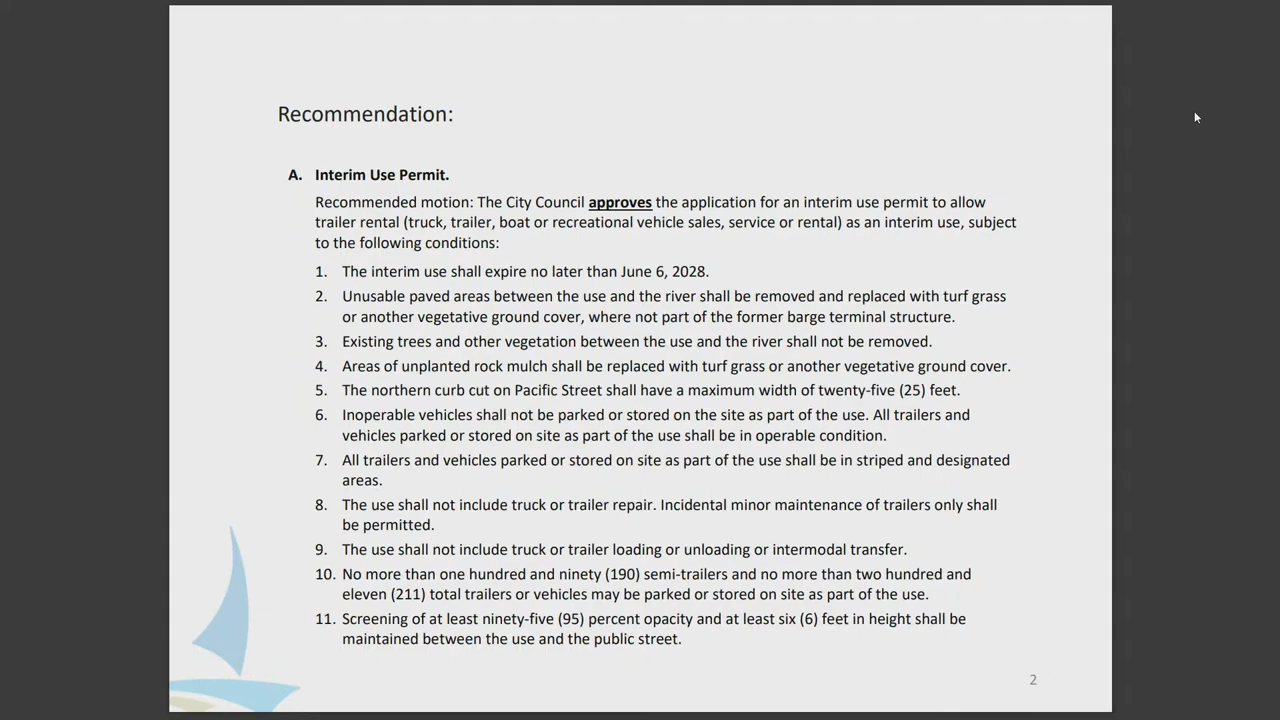 Recommendation:
A. Interim Use Permit.
Recommended motion: The City Council approves the application for an interim use permit to allow
trailer rental (truck, trailer, boat or recreational vehicle sales, service or rental) as an interim use, subject
to the following conditions:
1. The interim use shall expire no later than June 6, 2028.
2. Unusable paved areas between the use and the river shall be removed and replaced with turf grass
or another vegetative ground cover, where not part of the former barge terminal structure.
3. Existing trees and other vegetation between the use and the river shall not be removed.
4. Areas of unplanted rock mulch shall be replaced with turf grass or another vegetative ground cover.
5. The northern curb cut on Pacific Street shall have a maximum width of twenty-five (25) feet.
6. Inoperable vehicles shall not be parked or stored on the site as part of the use. All trailers and
vehicles parked or stored on site as part of the use shall be in operable condition.
7. All trailers and vehicles parked or stored on site as part of the use shall be in striped and designated
areas.
8. The use shall not include truck or trailer repair. Incidental minor maintenance of trailers only shall
be permitted.
9. The use shall not include truck or trailer loading or unloading or intermodal transfer.
10. No more than one hundred and ninety (190) semi-trailers and no more than two hundred and
eleven (211) total trailers or vehicles may be parked or stored on site as part of the use.
11. Screening of at least ninety-five (95) percent opacity and at least six (6) feet in height shall be
maintained between the use and the public street.
2